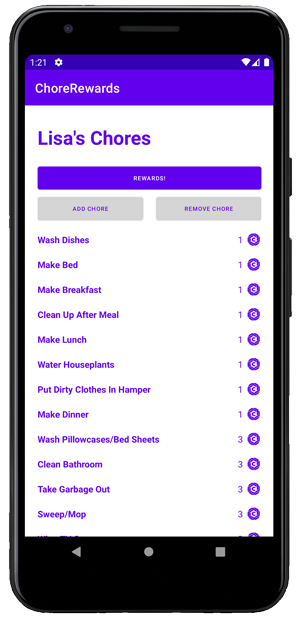 1:21
ChoreRewards
Lisa's Chores
REWARDS!
ADD CHORE REMOVE CHORE
Wash Dishes 1
Make Bed 1
Make Breakfast 1
Clean Up After Meal 1
Make Lunch 1
Water Houseplants 1
Put Dirty Clothes In Hamper 1
Make Dinner 1
Wash Pillowcases/Bed Sheets 3
Clean Bathroom 3
Take Garbage Out 3
Sweep/Mop 3